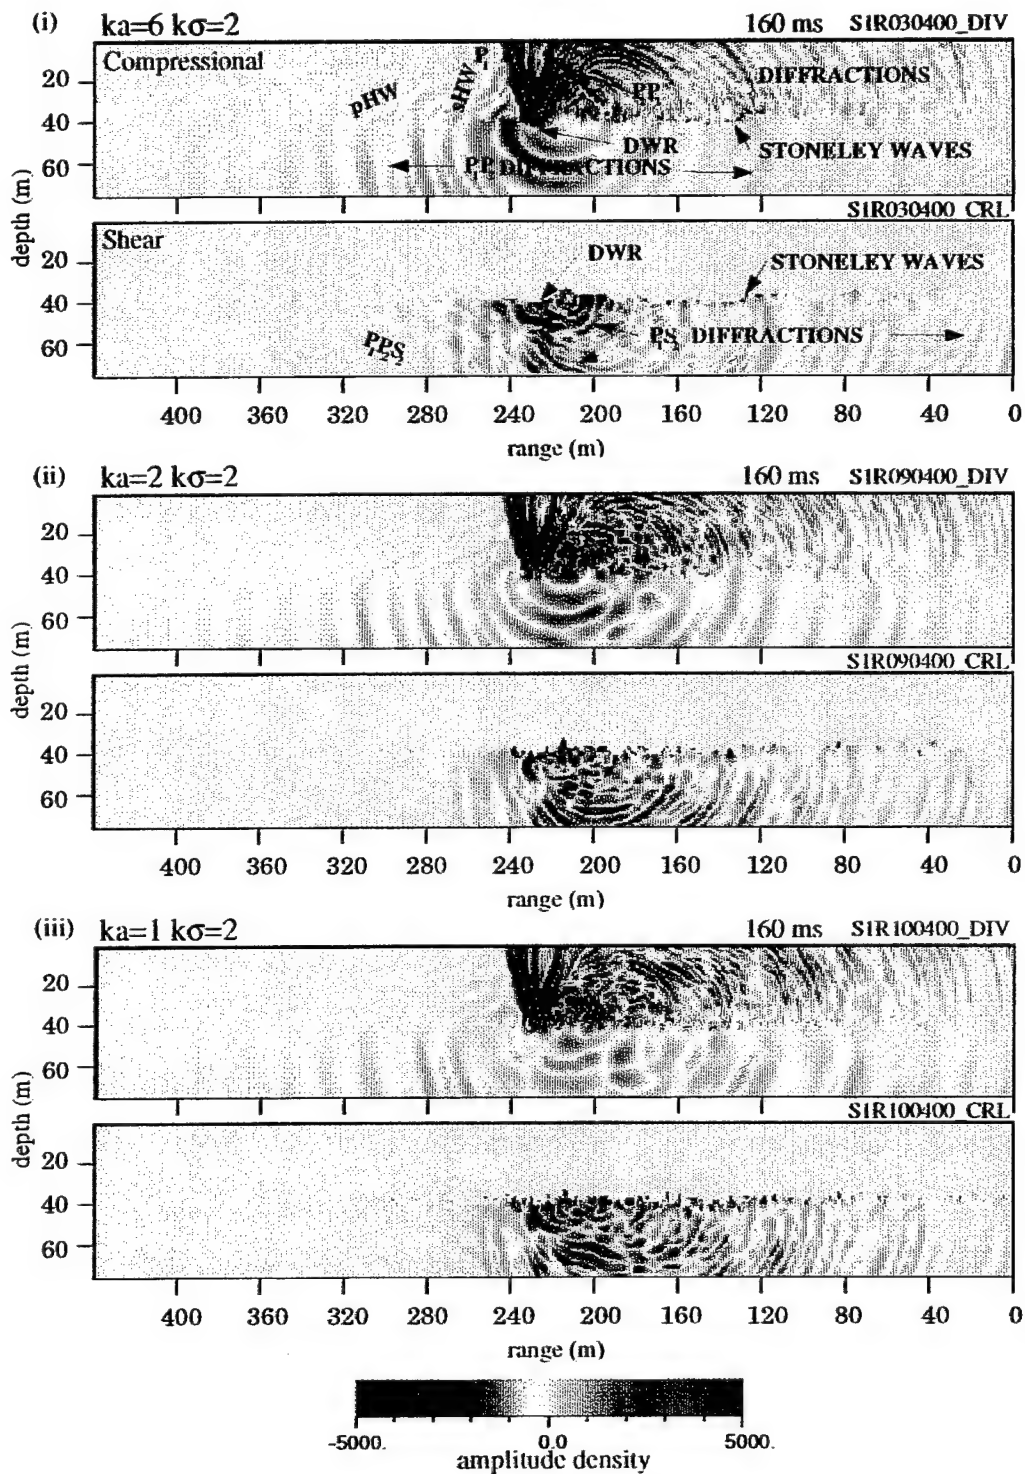 (i) ka=6 kσ=2 160 ms S1R030400_DIV
Compressional
pHW sHW P₁ PP₁ DIFFRACTIONS
DWR STONELEY WAVES
DIFFRACTIONS
20
40
60
depth (m)
S1R030400_CRL
Shear
DWR STONELEY WAVES
P₁P₂S₂ P₁S₂ DIFFRACTIONS
20
40
60
400 360 320 280 240 200 160 120 80 40 0
range (m)
(ii) ka=2 kσ=2 160 ms S1R090400_DIV
20
40
60
depth (m)
S1R090400_CRL
20
40
60
400 360 320 280 240 200 160 120 80 40 0
range (m)
(iii) ka=1 kσ=2 160 ms S1R100400_DIV
20
40
60
depth (m)
S1R100400_CRL
20
40
60
400 360 320 280 240 200 160 120 80 40 0
range (m)
-5000. 0.0 5000.
amplitude density